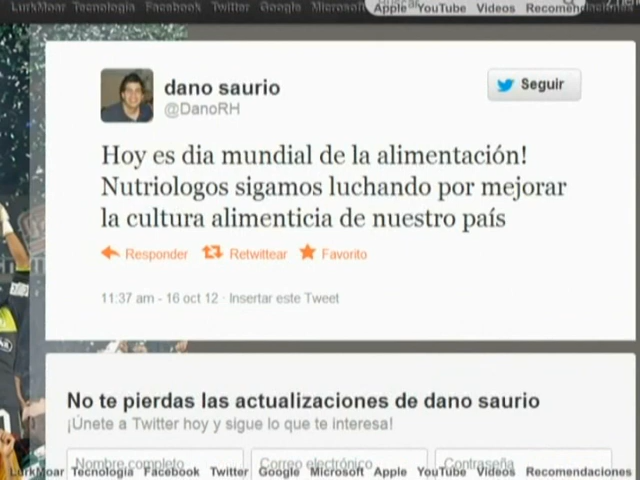 LurkMoar Tecnología Facebook Twitter Google Microsoft Apple YouTube Videos Recomendaciones
dano saurio
@DanoRH
Seguir
Hoy es dia mundial de la alimentación!
Nutriologos sigamos luchando por mejorar
la cultura alimenticia de nuestro país
Responder Retwittear Favorito
11:37 am - 16 oct 12 · Insertar este Tweet
No te pierdas las actualizaciones de dano saurio
¡Únete a Twitter hoy y sigue lo que te interesa!
Nombre completo Correo electrónico Contraseña
LurkMoar Tecnología Facebook Twitter Google Microsoft Apple YouTube Videos Recomendaciones